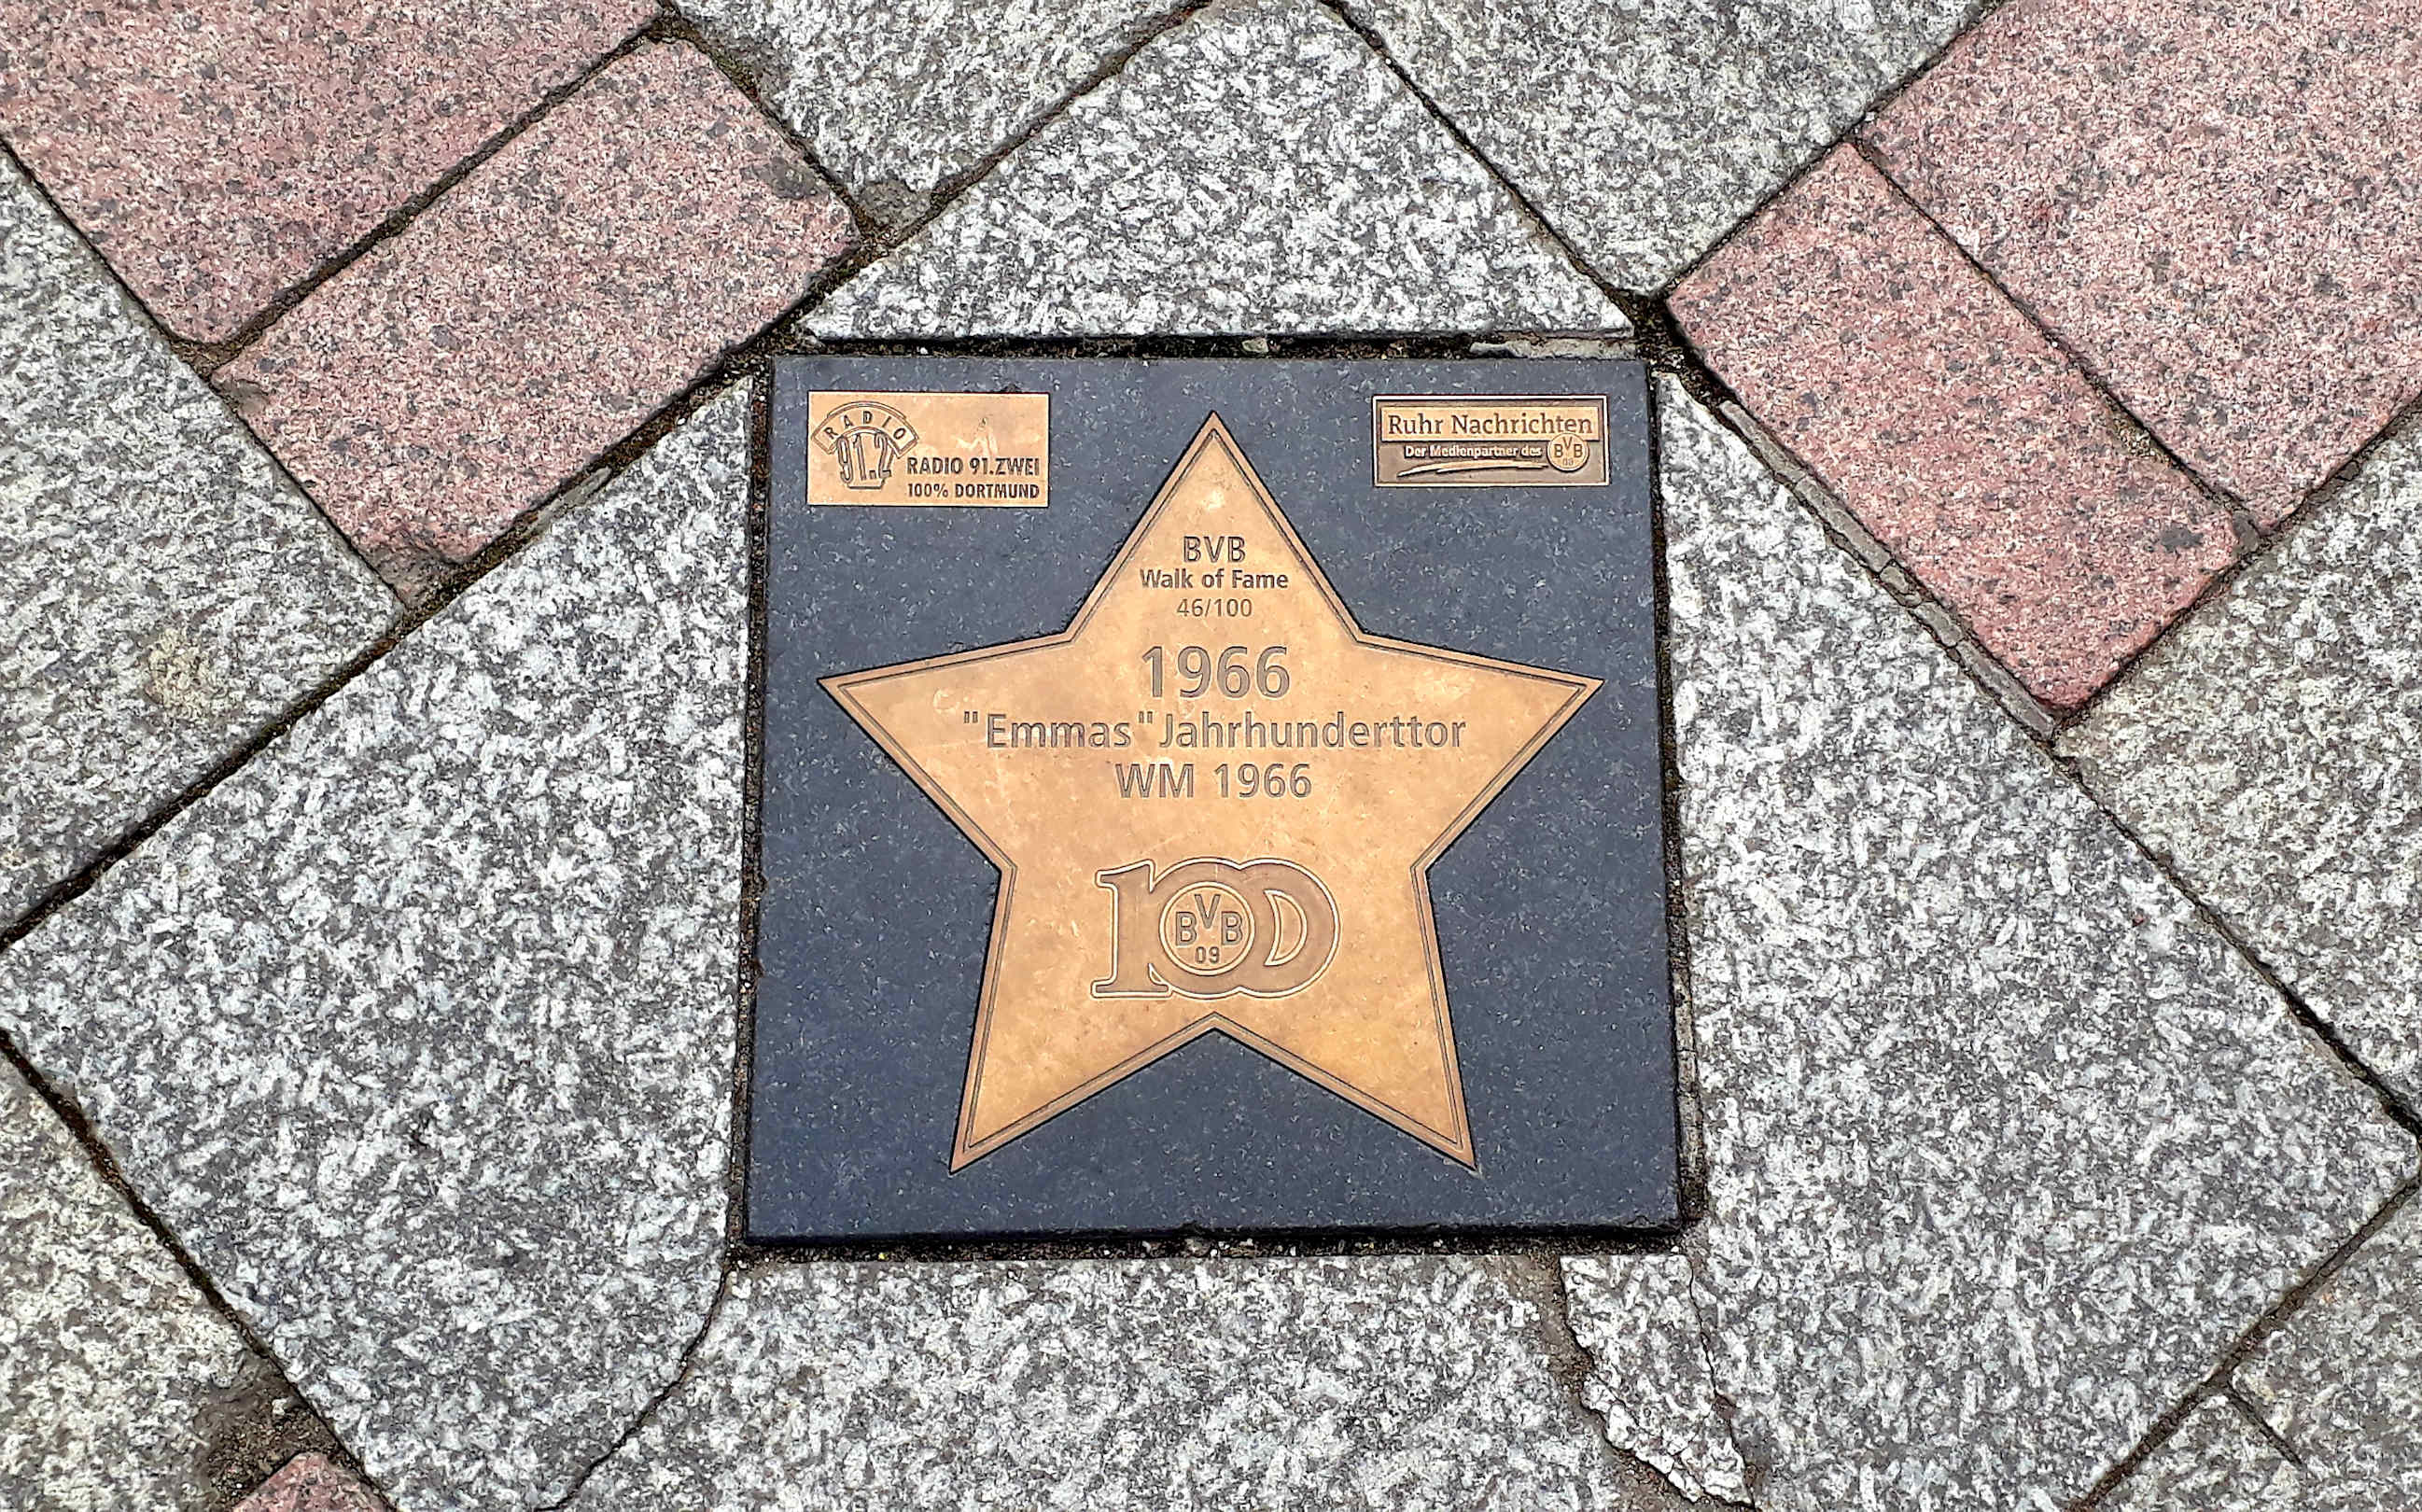 RADIO
91.2
RADIO 91.ZWEI
100% DORTMUND
Ruhr Nachrichten
Der Medienpartner des
BVB
09
BVB
Walk of Fame
46/100
1966
"Emmas" Jahrhunderttor
WM 1966
100
BVB
09